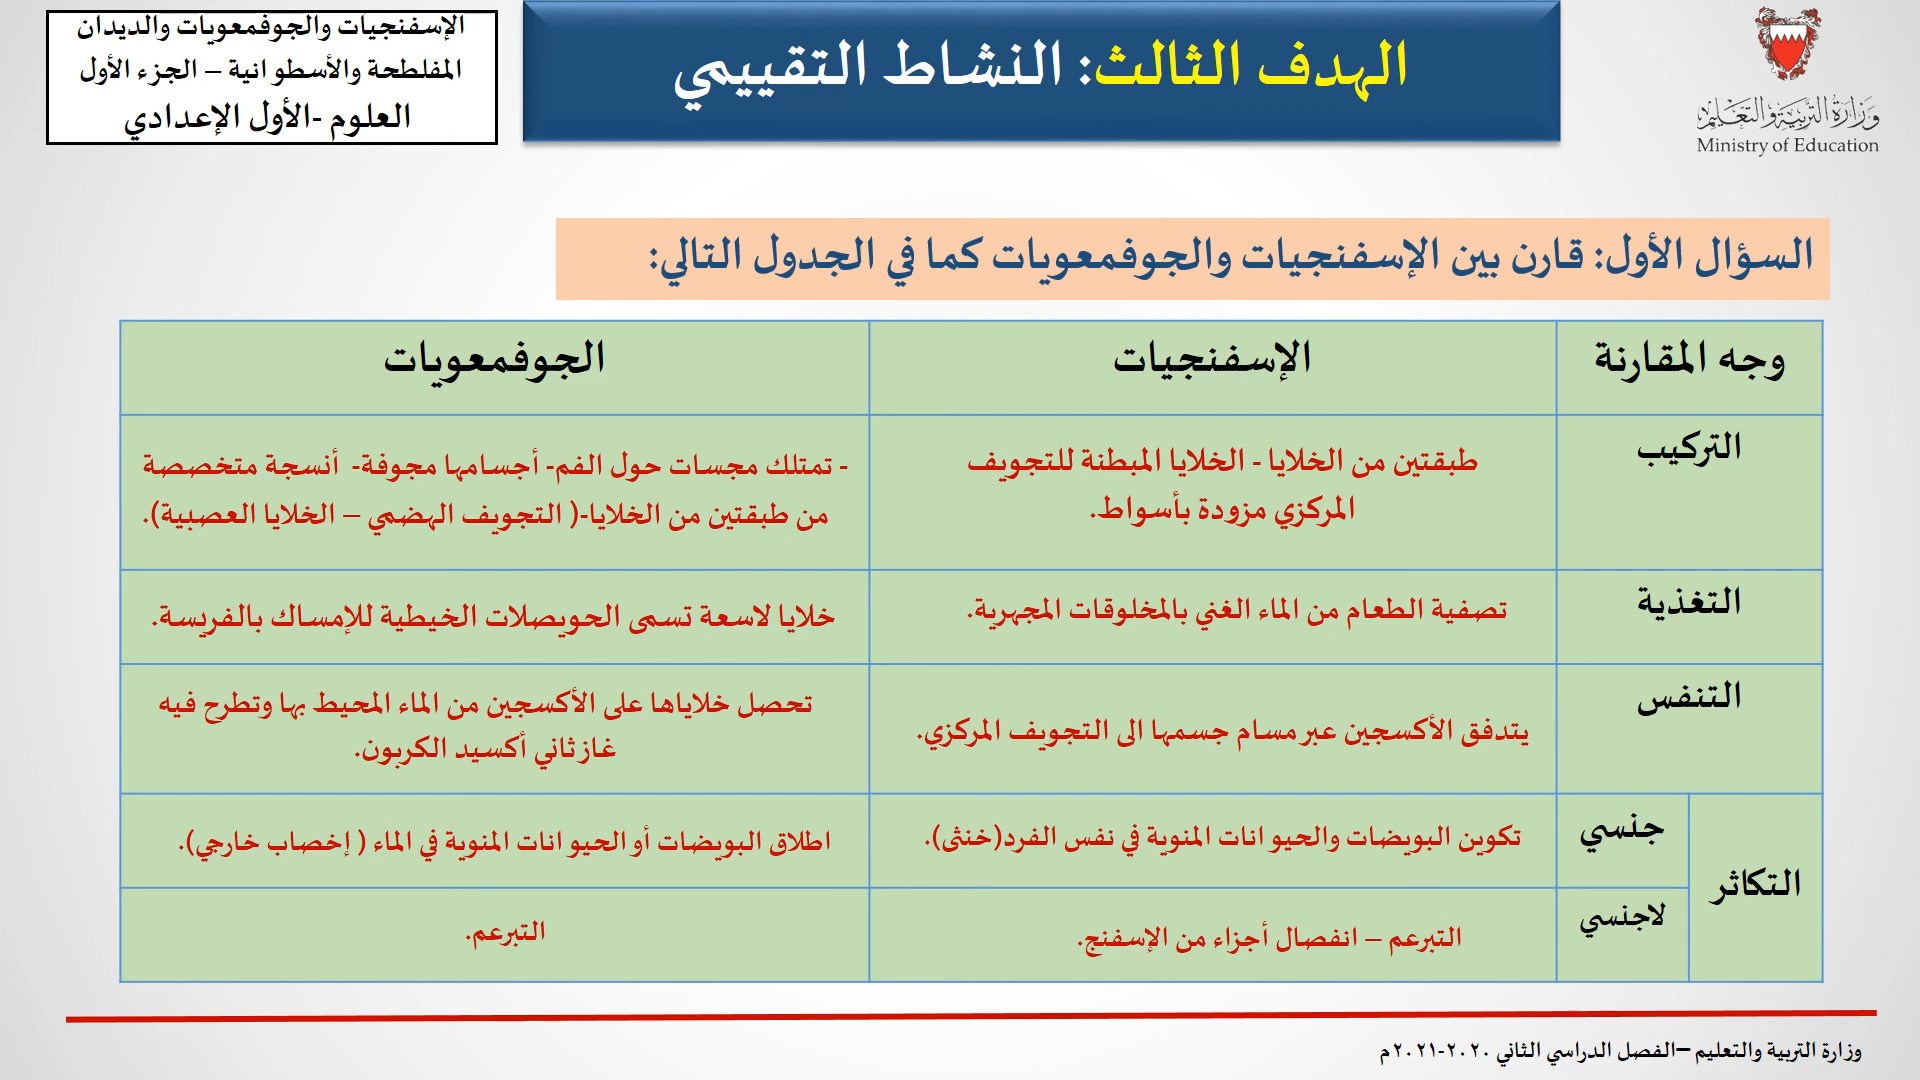 الإسفنجيات والجوفمعويات والديدان
المفلطحة والأسطوانية – الجزء الأول
العلوم -الأول الإعدادي
الهدف الثالث: النشاط التقييمي
وزارة التربية والتعليم
Ministry of Education
السؤال الأول: قارن بين الإسفنجيات والجوفمعويات كما في الجدول التالي:
وجه المقارنة
الإسفنجيات
الجوفمعويات
التركيب
طبقتين من الخلايا - الخلايا المبطنة للتجويف
المركزي مزودة بأسواط.
- تمتلك مجسات حول الفم- أجسامها مجوفة- أنسجة متخصصة
من طبقتين من الخلايا-( التجويف الهضمي – الخلايا العصبية).
التغذية
تصفية الطعام من الماء الغني بالمخلوقات المجهرية.
خلايا لاسعة تسمى الحويصلات الخيطية للإمساك بالفريسة.
التنفس
يتدفق الأكسجين عبر مسام جسمها الى التجويف المركزي.
تحصل خلاياها على الأكسجين من الماء المحيط بها وتطرح فيه
غاز ثاني أكسيد الكربون.
التكاثر
جنسي
تكوين البويضات والحيوانات المنوية في نفس الفرد(خنثى).
اطلاق البويضات أو الحيوانات المنوية في الماء ( إخصاب خارجي).
لاجنسي
التبرعم – انفصال أجزاء من الإسفنج.
التبرعم.
وزارة التربية والتعليم –الفصل الدراسي الثاني ٢٠٢٠-٢٠٢١م